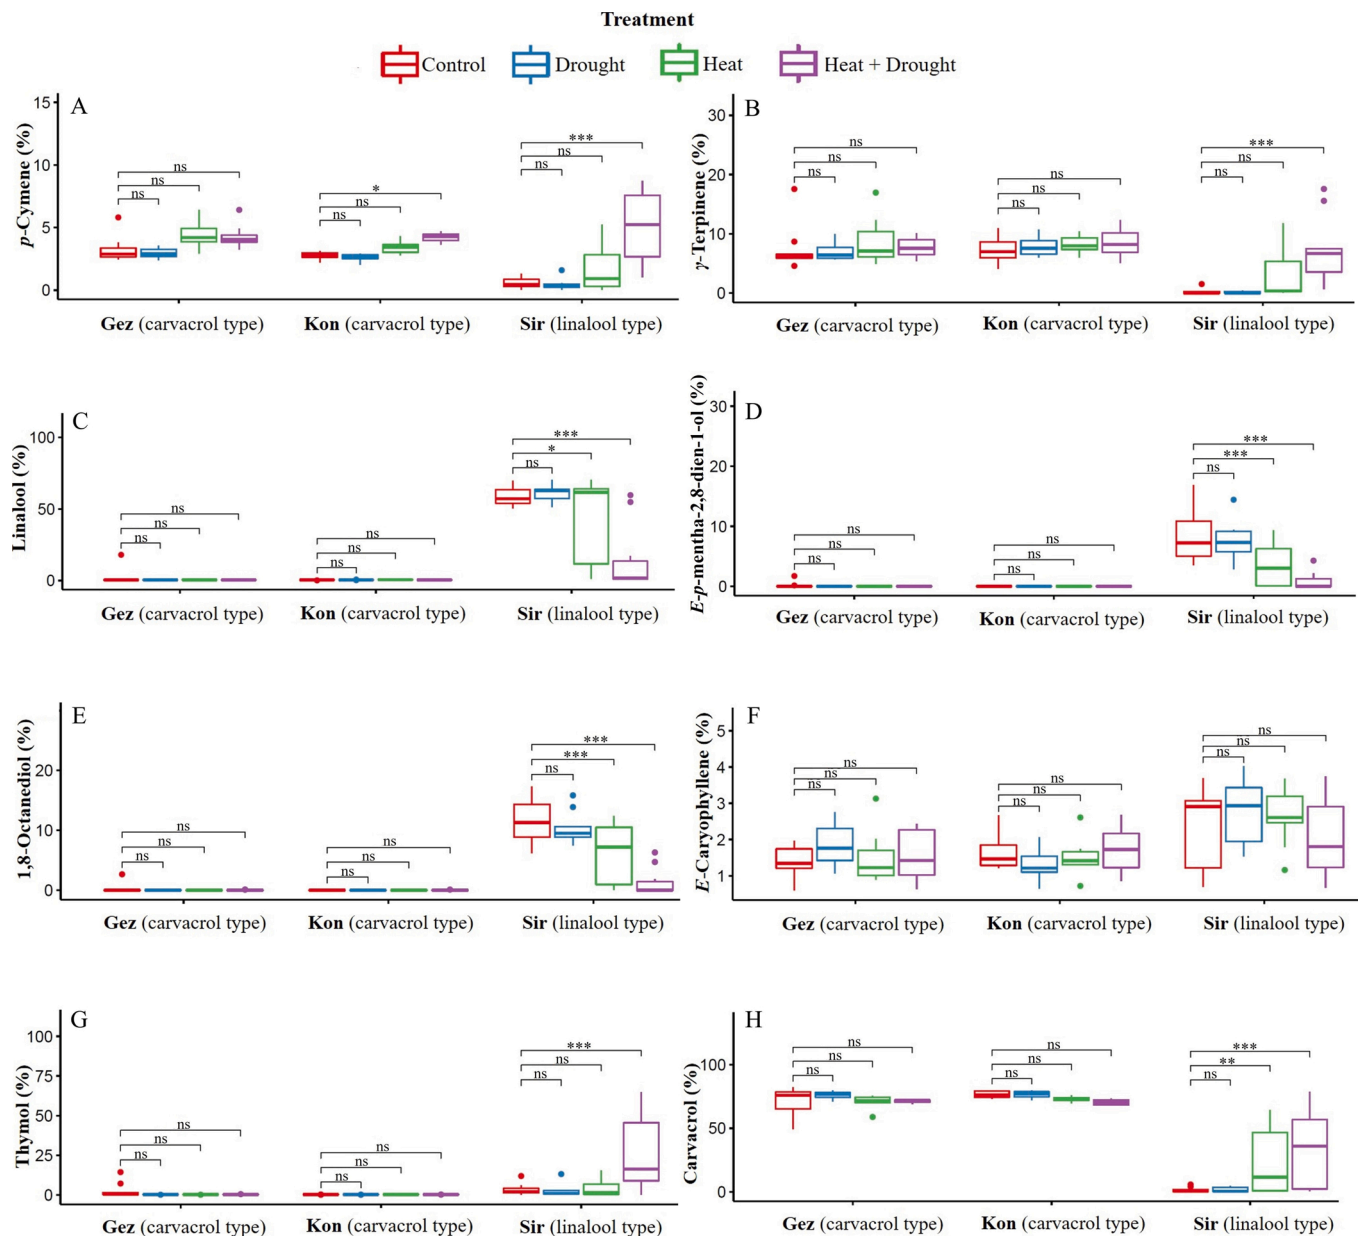 Treatment
Control Drought Heat Heat + Drought
A
p-Cymene (%)
15
10
5
0
ns
ns
ns
*
ns
ns
***
ns
ns
Gez (carvacrol type) Kon (carvacrol type) Sir (linalool type)
B
γ-Terpinene (%)
30
20
10
0
ns
ns
ns
ns
ns
ns
***
ns
ns
Gez (carvacrol type) Kon (carvacrol type) Sir (linalool type)
C
Linalool (%)
100
50
0
ns
ns
ns
ns
ns
ns
***
*
ns
Gez (carvacrol type) Kon (carvacrol type) Sir (linalool type)
D
E-p-mentha-2,8-dien-1-ol (%)
30
20
10
0
ns
ns
ns
ns
ns
ns
***
***
ns
Gez (carvacrol type) Kon (carvacrol type) Sir (linalool type)
E
1,8-Octanediol (%)
20
10
0
ns
ns
ns
ns
ns
ns
***
***
ns
Gez (carvacrol type) Kon (carvacrol type) Sir (linalool type)
F
E-Caryophyllene (%)
5
4
3
2
1
ns
ns
ns
ns
ns
ns
ns
ns
ns
Gez (carvacrol type) Kon (carvacrol type) Sir (linalool type)
G
Thymol (%)
100
75
50
25
0
ns
ns
ns
ns
ns
ns
***
ns
ns
Gez (carvacrol type) Kon (carvacrol type) Sir (linalool type)
H
Carvacrol (%)
100
50
0
ns
ns
ns
ns
ns
ns
***
**
ns
Gez (carvacrol type) Kon (carvacrol type) Sir (linalool type)